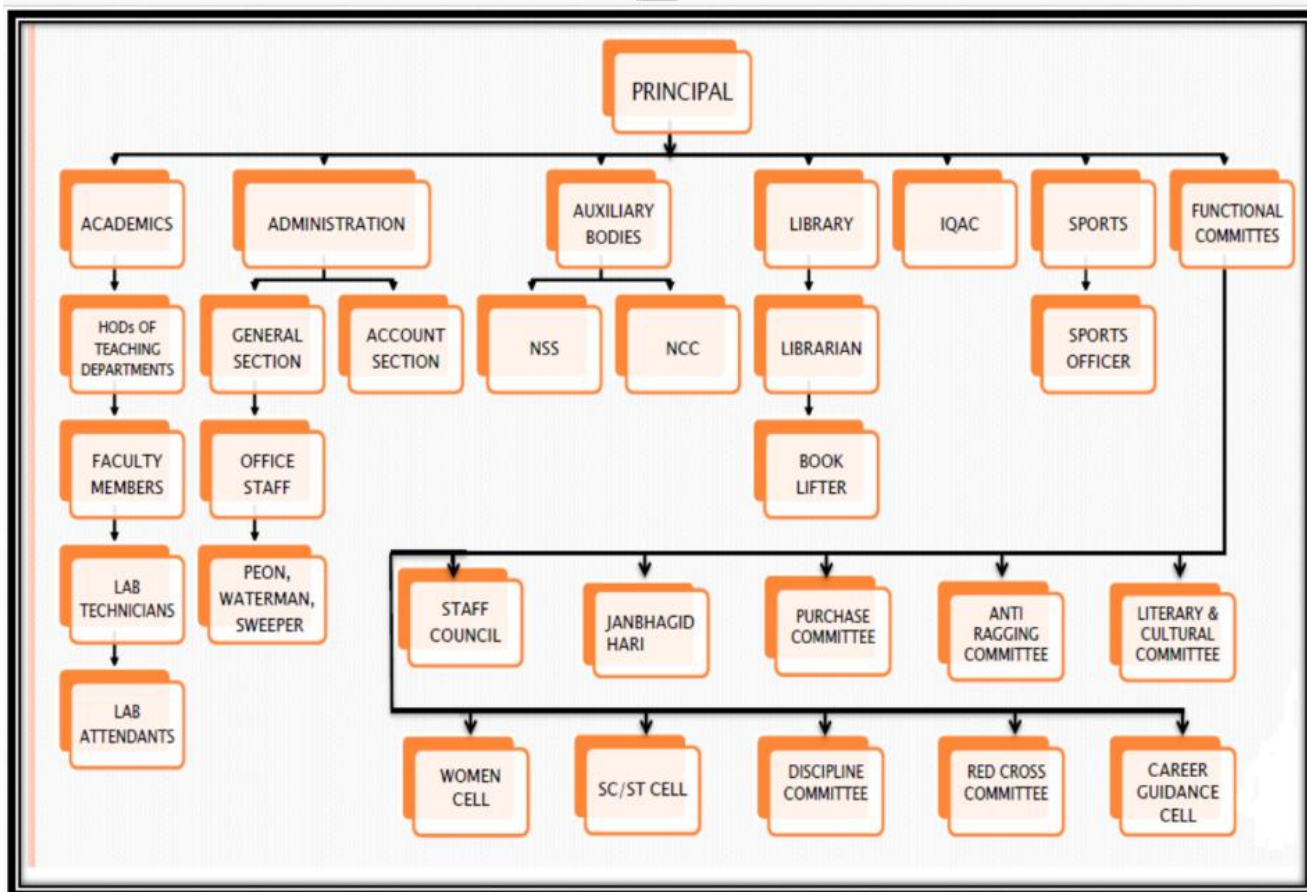 PRINCIPAL
ACADEMICS
ADMINISTRATION
AUXILIARY
BODIES
LIBRARY
IQAC
SPORTS
FUNCTIONAL
COMMITTES
HODs OF
TEACHING
DEPARTMENTS
GENERAL
SECTION
ACCOUNT
SECTION
NSS
NCC
LIBRARIAN
SPORTS
OFFICER
FACULTY
MEMBERS
OFFICE
STAFF
BOOK
LIFTER
LAB
TECHNICIANS
PEON,
WATERMAN,
SWEEPER
STAFF
COUNCIL
JANBHAGID
HARI
PURCHASE
COMMITTEE
ANTI
RAGGING
COMMITTEE
LITERARY &
CULTURAL
COMMITTEE
LAB
ATTENDANTS
WOMEN
CELL
SC/ST CELL
DISCIPLINE
COMMITTEE
RED CROSS
COMMITTEE
CAREER
GUIDANCE
CELL